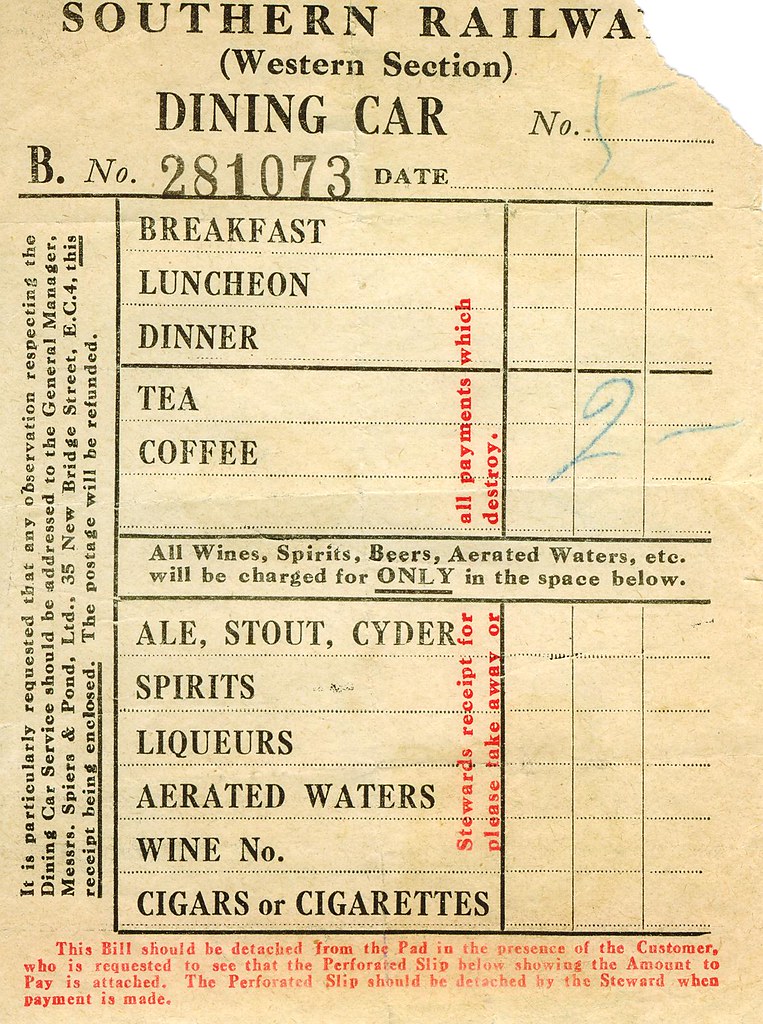 SOUTHERN RAILWA
(Western Section)
DINING CAR No. 5
B. No. 281073 DATE
BREAKFAST
LUNCHEON
DINNER
TEA
COFFEE
2 -
All Wines, Spirits, Beers, Aerated Waters, etc.
will be charged for ONLY in the space below.
ALE, STOUT, CYDER
SPIRITS
LIQUEURS
AERATED WATERS
WINE No.
CIGARS or CIGARETTES
Stewards receipt for all payments which
please take away or destroy.
It is particularly requested that any observation respecting the
Dining Car Service should be addressed to the General Manager,
Messrs. Spiers & Pond, Ltd., 35 New Bridge Street, E.C.4, this
receipt being enclosed. The postage will be refunded.
This Bill should be detached from the Pad in the presence of the Customer,
who is requested to see that the Perforated Slip below showing the Amount to
Pay is attached. The Perforated Slip should be detached by the Steward when
payment is made.